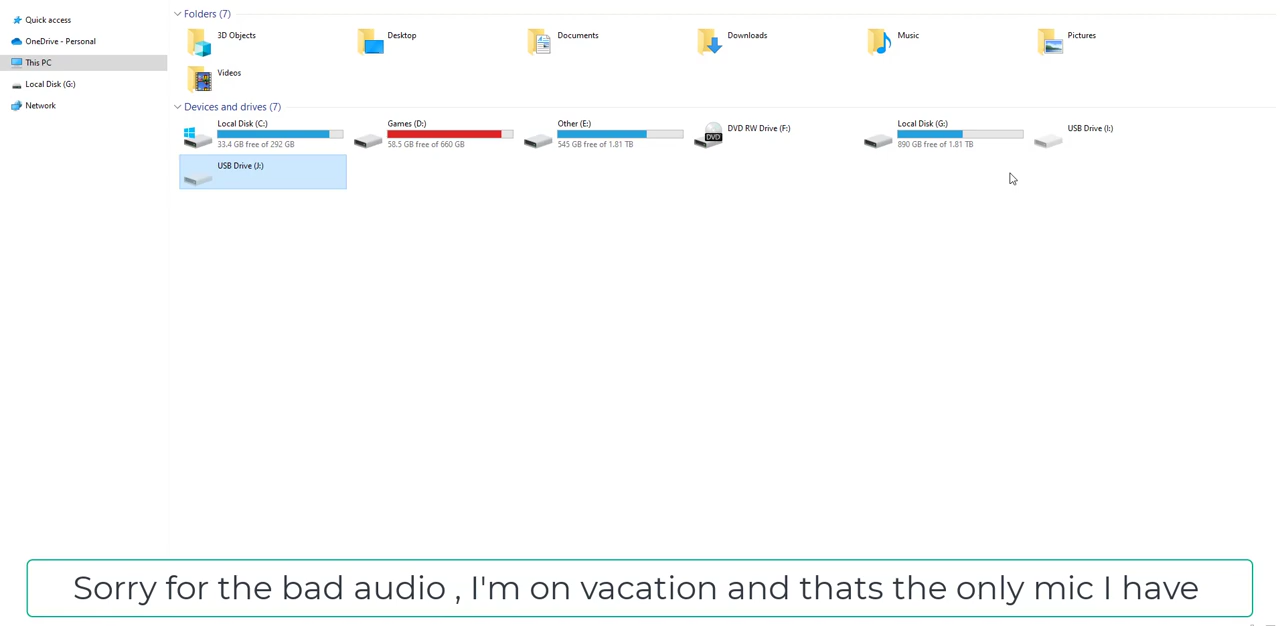 Quick access
OneDrive - Personal
This PC
Local Disk (G:)
Network
Folders (7)
3D Objects
Desktop
Documents
Downloads
Music
Pictures
Videos
Devices and drives (7)
Local Disk (C:)
33.4 GB free of 292 GB
Games (D:)
58.5 GB free of 660 GB
Other (E:)
545 GB free of 1.81 TB
DVD RW Drive (F:)
DVD
Local Disk (G:)
890 GB free of 1.81 TB
USB Drive (I:)
USB Drive (J:)
Sorry for the bad audio , I'm on vacation and thats the only mic I have